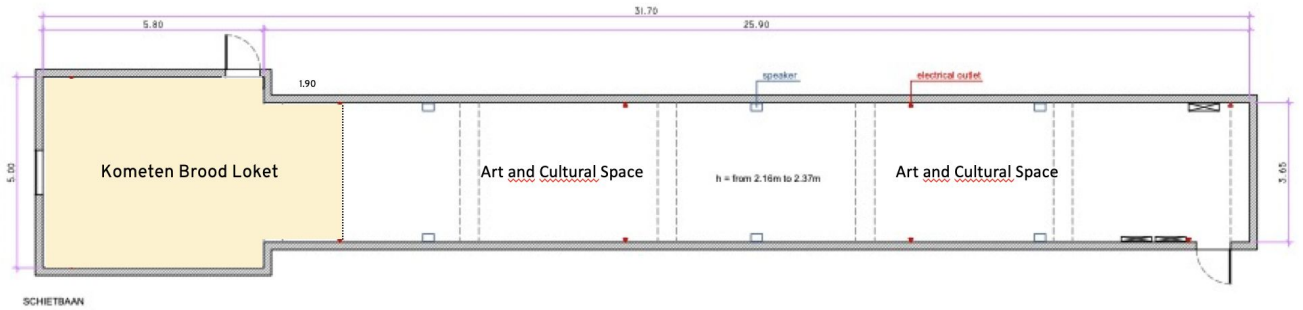 31.70
5.80
25.90
1.90
speaker
electrical outlet
5.00
Kometen Brood Loket
Art and Cultural Space
h = from 2.16m to 2.37m
Art and Cultural Space
3.65
SCHIETBAAN